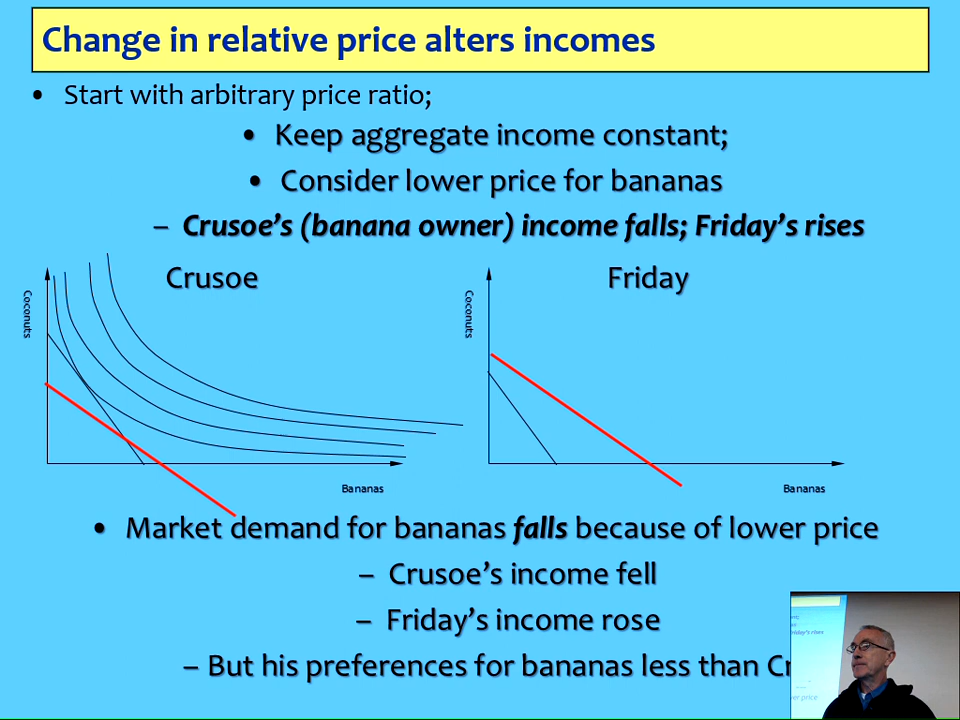 Change in relative price alters incomes
• Start with arbitrary price ratio;
• Keep aggregate income constant;
• Consider lower price for bananas
– Crusoe's (banana owner) income falls; Friday's rises
Crusoe
Friday
Coconuts
Coconuts
Bananas
Bananas
• Market demand for bananas falls because of lower price
– Crusoe's income fell
– Friday's income rose
– But his preferences for bananas less than